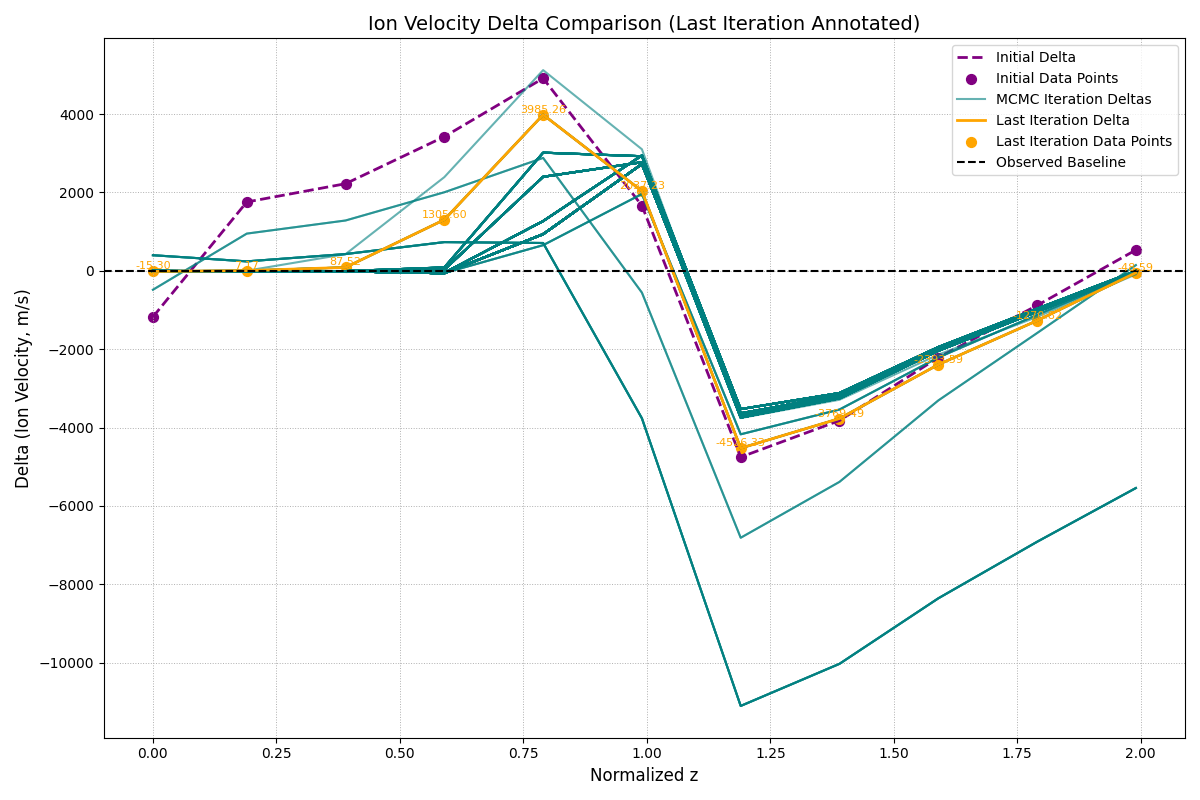 Ion Velocity Delta Comparison (Last Iteration Annotated)
Initial Delta
Initial Data Points
MCMC Iteration Deltas
Last Iteration Delta
Last Iteration Data Points
Observed Baseline
Delta (Ion Velocity, m/s)
4000
2000
0
−2000
−4000
−6000
−8000
−10000
3985.26
1305.60
87.52
-15.30
0.00
0.25
0.50
0.75
1.00
1.25
1.50
1.75
2.00
Normalized z